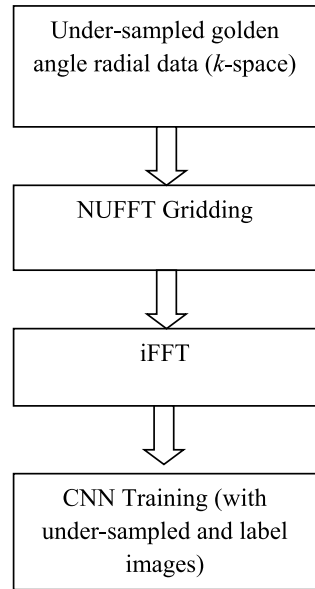 Under-sampled golden
angle radial data (k-space)
NUFFT Gridding
iFFT
CNN Training (with
under-sampled and label
images)